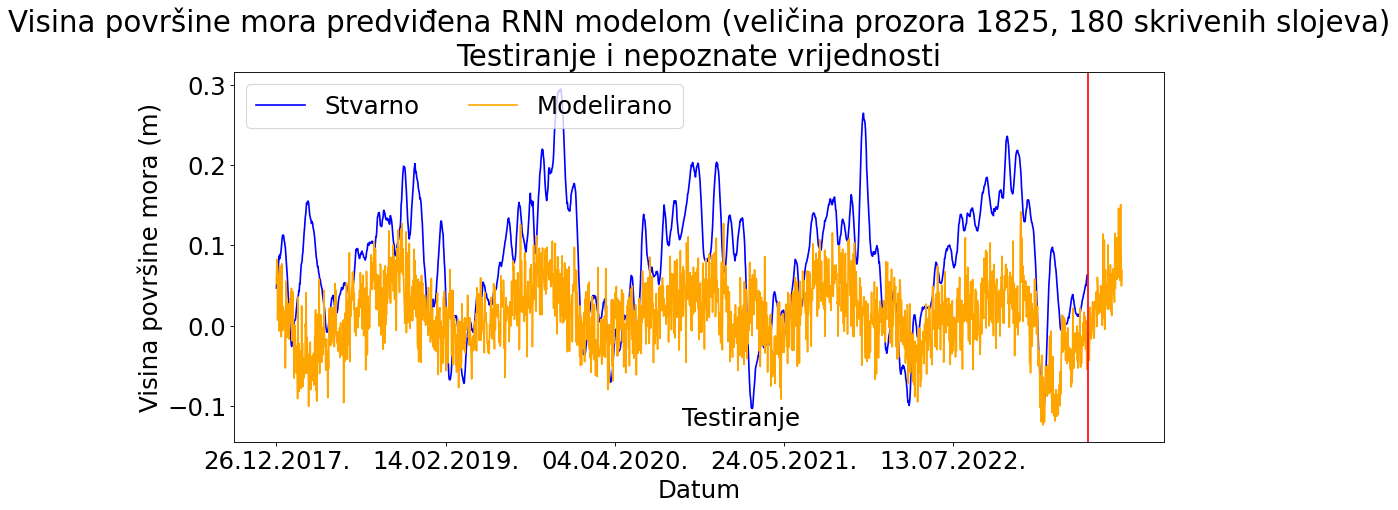 Visina površine mora predviđena RNN modelom (veličina prozora 1825, 180 skrivenih slojeva)
Testiranje i nepoznate vrijednosti
Stvarno
Modelirano
Visina površine mora (m)
0.3
0.2
0.1
0.0
−0.1
Testiranje
26.12.2017.
14.02.2019.
04.04.2020.
24.05.2021.
13.07.2022.
Datum